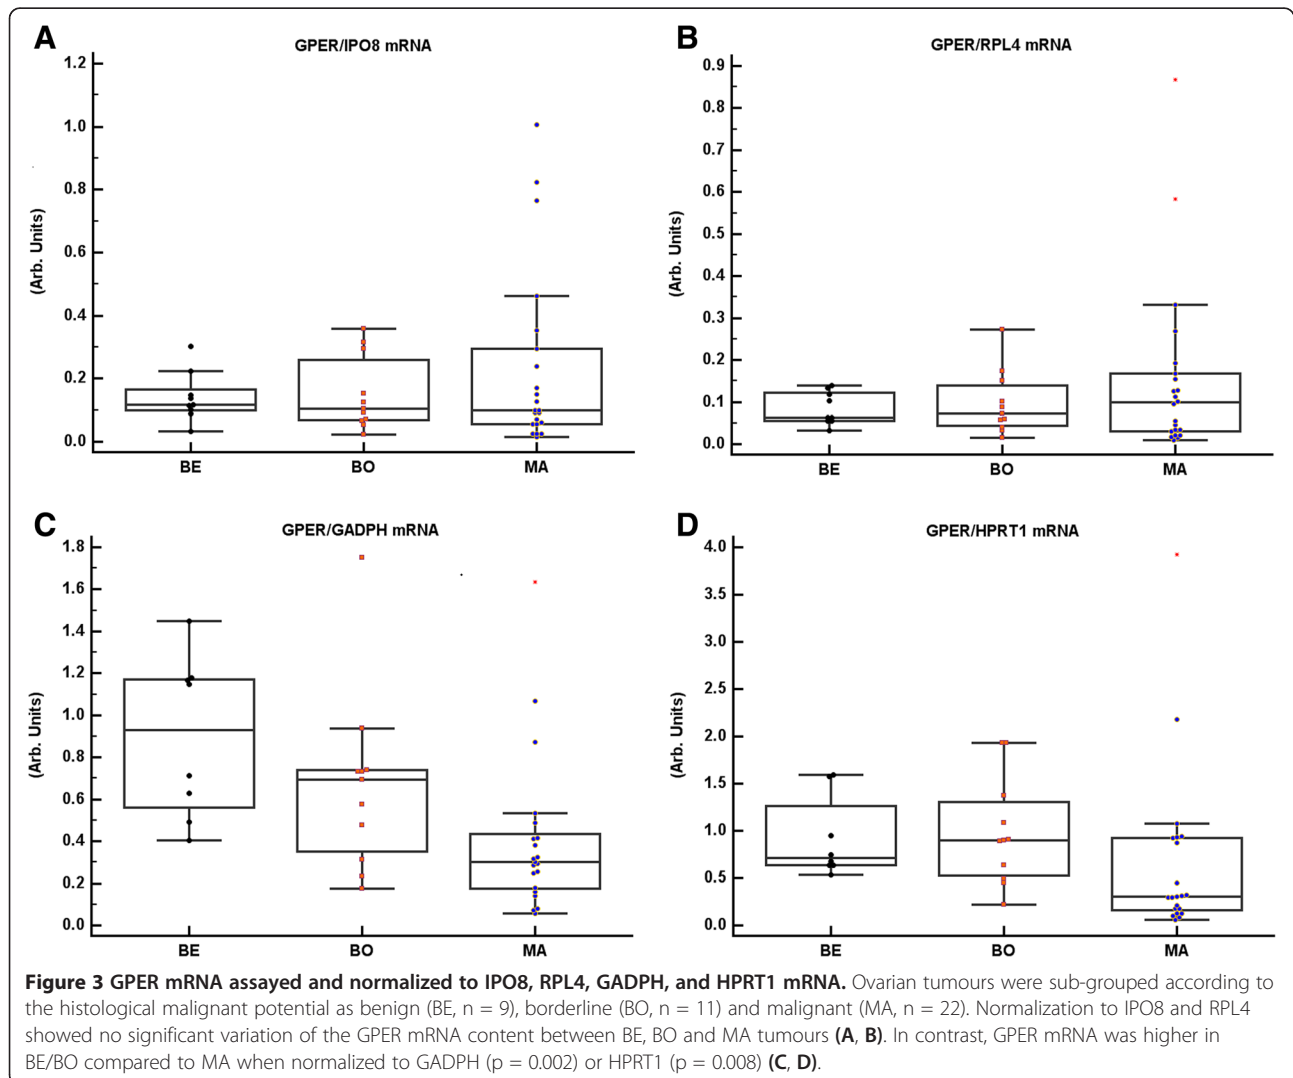 A
GPER/IPO8 mRNA
(Arb. Units)
1.2
1.0
0.8
0.6
0.4
0.2
0.0
BE BO MA
B
GPER/RPL4 mRNA
(Arb. Units)
0.9
0.8
0.7
0.6
0.5
0.4
0.3
0.2
0.1
0.0
BE BO MA
C
GPER/GADPH mRNA
(Arb. Units)
1.8
1.6
1.4
1.2
1.0
0.8
0.6
0.4
0.2
0.0
BE BO MA
D
GPER/HPRT1 mRNA
(Arb. Units)
4.0
3.5
3.0
2.5
2.0
1.5
1.0
0.5
0.0
BE BO MA
Figure 3 GPER mRNA assayed and normalized to IPO8, RPL4, GADPH, and HPRT1 mRNA. Ovarian tumours were sub-grouped according to
the histological malignant potential as benign (BE, n = 9), borderline (BO, n = 11) and malignant (MA, n = 22). Normalization to IPO8 and RPL4
showed no significant variation of the GPER mRNA content between BE, BO and MA tumours (A, B). In contrast, GPER mRNA was higher in
BE/BO compared to MA when normalized to GADPH (p = 0.002) or HPRT1 (p = 0.008) (C, D).